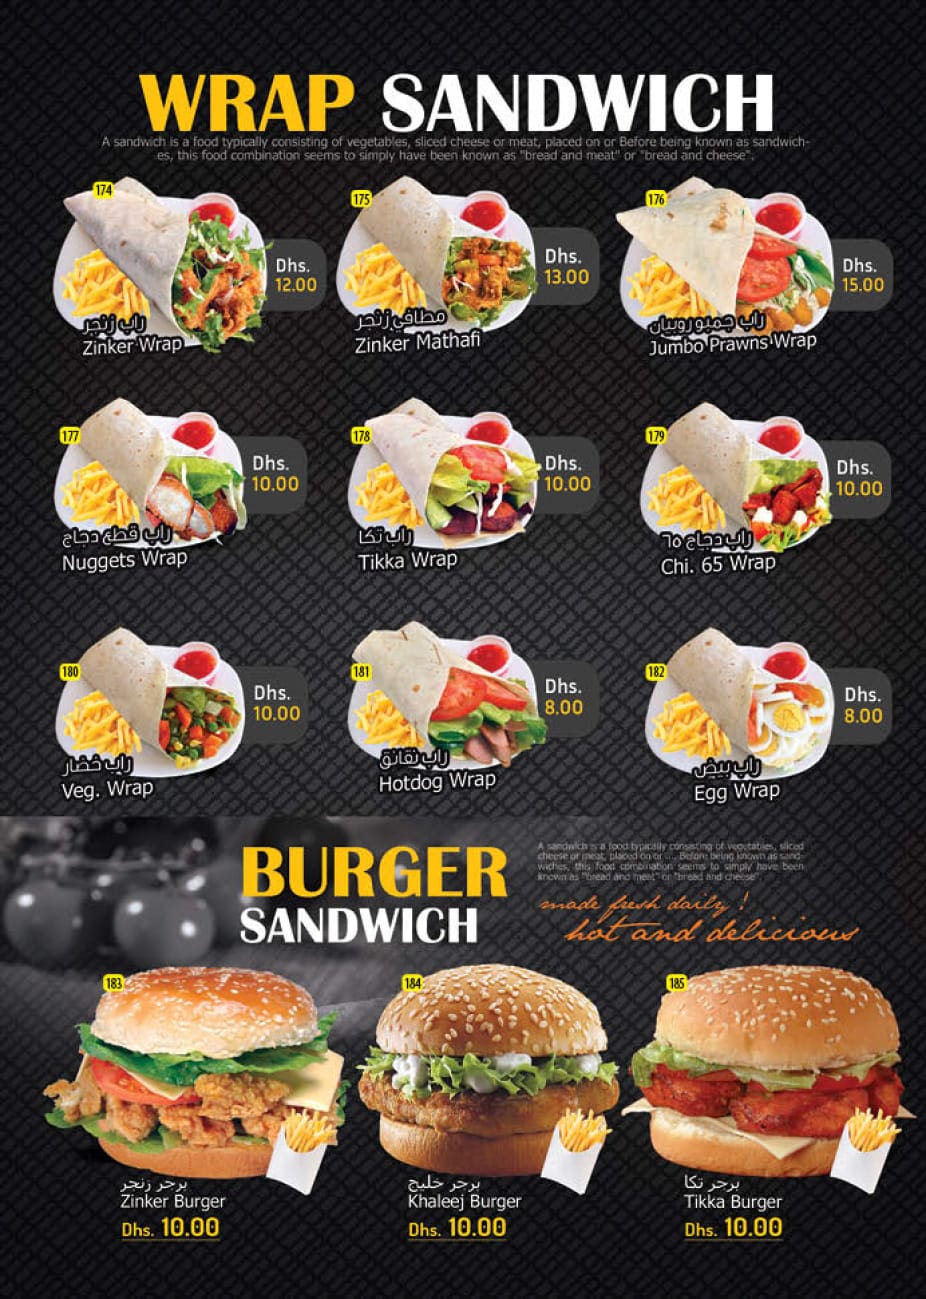 WRAP SANDWICH
A sandwich is a food typically consisting of vegetables, sliced cheese or meat, placed on or Before being known as sandwich-
es, this food combination seems to simply have been known as "bread and meat" or "bread and cheese".
174
Dhs.
12.00
راب زنجر
Zinker Wrap
175
Dhs.
13.00
مطافي زنجر
Zinker Mathafi
176
Dhs.
15.00
راب جمبو روبيان
Jumbo Prawns Wrap
177
Dhs.
10.00
راب قطع دجاج
Nuggets Wrap
178
Dhs.
10.00
راب تكا
Tikka Wrap
179
Dhs.
10.00
راب دجاج ٦٥
Chi. 65 Wrap
180
Dhs.
10.00
راب خضار
Veg. Wrap
181
Dhs.
8.00
راب نقانق
Hotdog Wrap
182
Dhs.
8.00
راب بيض
Egg Wrap
BURGER
SANDWICH
A sandwich is a food typically consisting of vegetables, sliced
cheese or meat, placed on or .... Before being known as sand-
wiches, this food combination seems to simply have been
known as "bread and meat" or "bread and cheese".
made fresh daily !
hot and delicious
183
برجر زنجر
Zinker Burger
Dhs. 10.00
184
برجر خليج
Khaleej Burger
Dhs. 10.00
185
برجر تكا
Tikka Burger
Dhs. 10.00